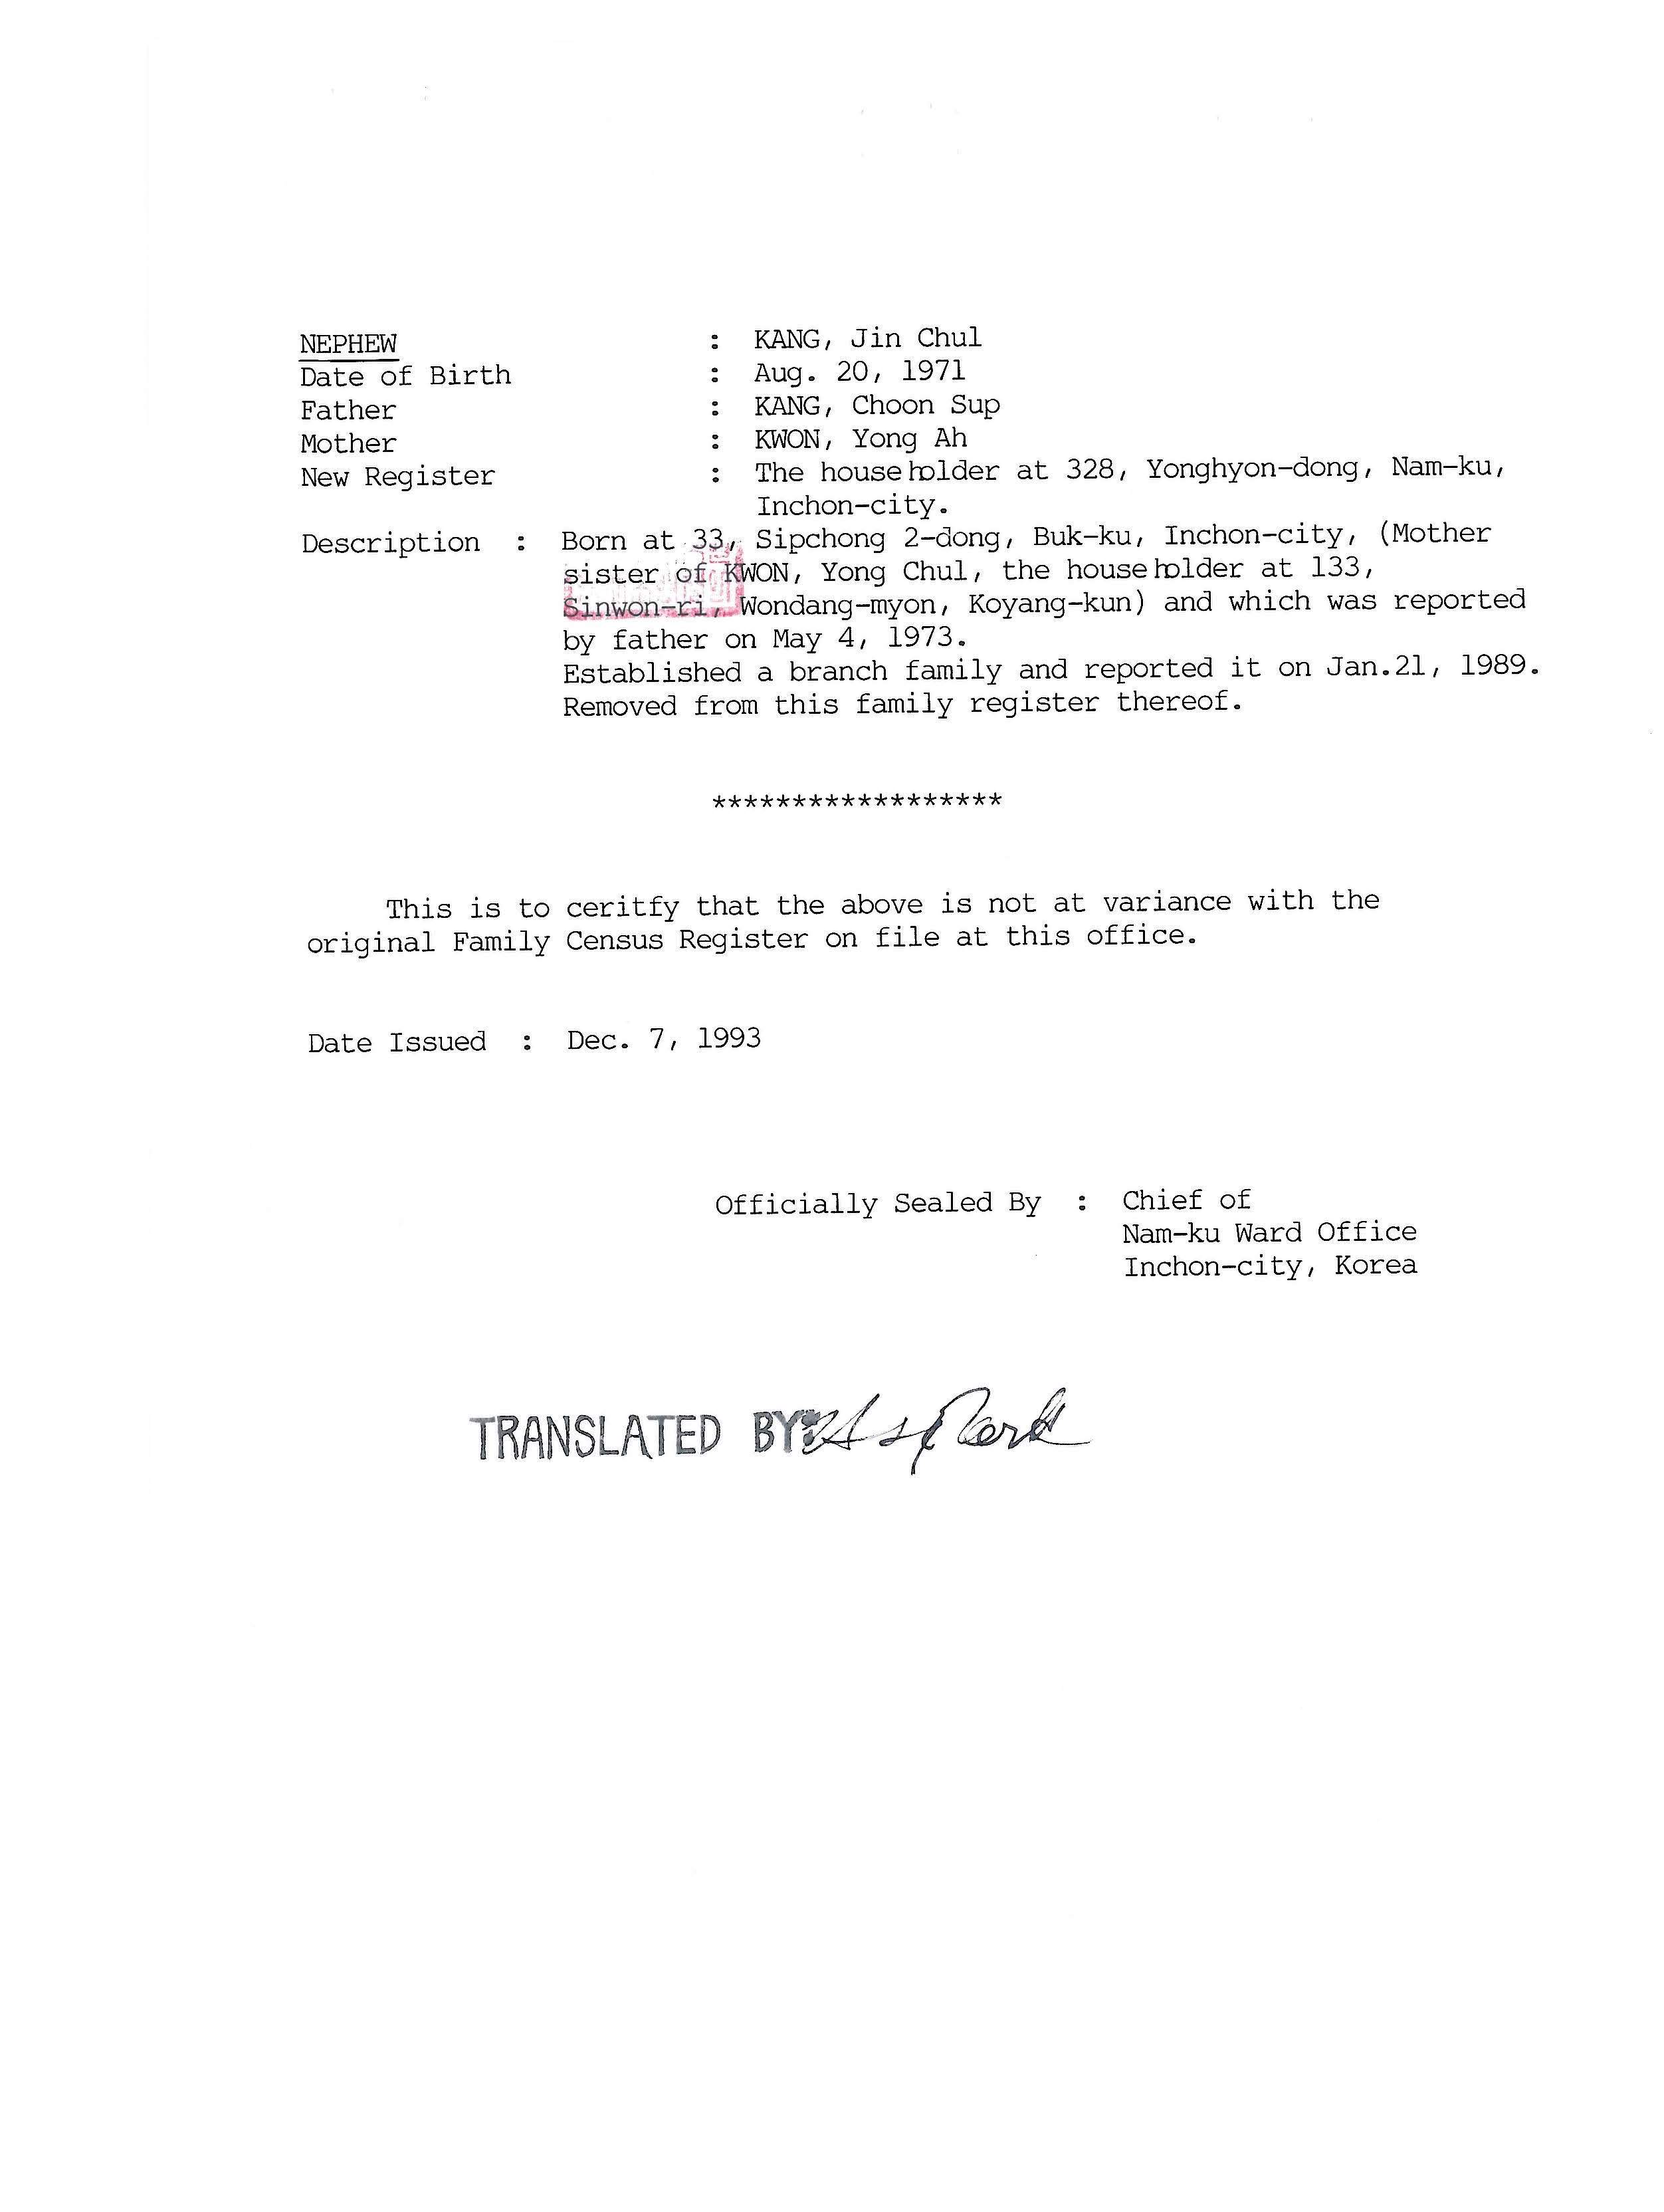 NEPHEW : KANG, Jin Chul
Date of Birth : Aug. 20, 1971
Father : KANG, Choon Sup
Mother : KWON, Yong Ah
New Register : The householder at 328, Yonghyon-dong, Nam-ku,
Inchon-city.
Description : Born at 33, Sipchong 2-dong, Buk-ku, Inchon-city, (Mother
sister of KWON, Yong Chul, the householder at 133,
Sinwon-ri, Wondang-myon, Koyang-kun) and which was reported
by father on May 4, 1973.
Established a branch family and reported it on Jan.21, 1989.
Removed from this family register thereof.
******************
This is to ceritfy that the above is not at variance with the
original Family Census Register on file at this office.
Date Issued : Dec. 7, 1993
Officially Sealed By : Chief of
Nam-ku Ward Office
Inchon-city, Korea
TRANSLATED BY: Park